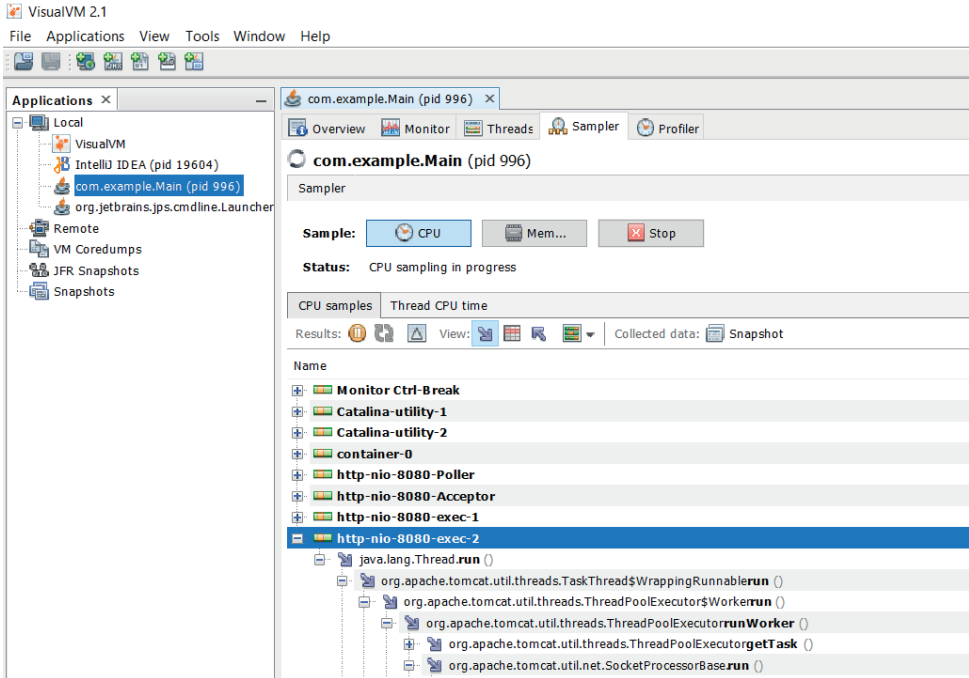 VisualVM 2.1
File Applications View Tools Window Help
Applications ×
Local
VisualVM
IntelliJ IDEA (pid 19604)
com.example.Main (pid 996)
org.jetbrains.jps.cmdline.Launcher
Remote
VM Coredumps
JFR Snapshots
Snapshots
com.example.Main (pid 996) ×
Overview Monitor Threads Sampler Profiler
com.example.Main (pid 996)
Sampler
Sample: CPU Mem... Stop
Status: CPU sampling in progress
CPU samples Thread CPU time
Results: View: Collected data: Snapshot
Name
Monitor Ctrl-Break
Catalina-utility-1
Catalina-utility-2
container-0
http-nio-8080-Poller
http-nio-8080-Acceptor
http-nio-8080-exec-1
http-nio-8080-exec-2
java.lang.Thread.run ()
org.apache.tomcat.util.threads.TaskThread$WrappingRunnablerun ()
org.apache.tomcat.util.threads.ThreadPoolExecutor$Workerrun ()
org.apache.tomcat.util.threads.ThreadPoolExecutorrunWorker ()
org.apache.tomcat.util.threads.ThreadPoolExecutorgetTask ()
org.apache.tomcat.util.net.SocketProcessorBase.run ()